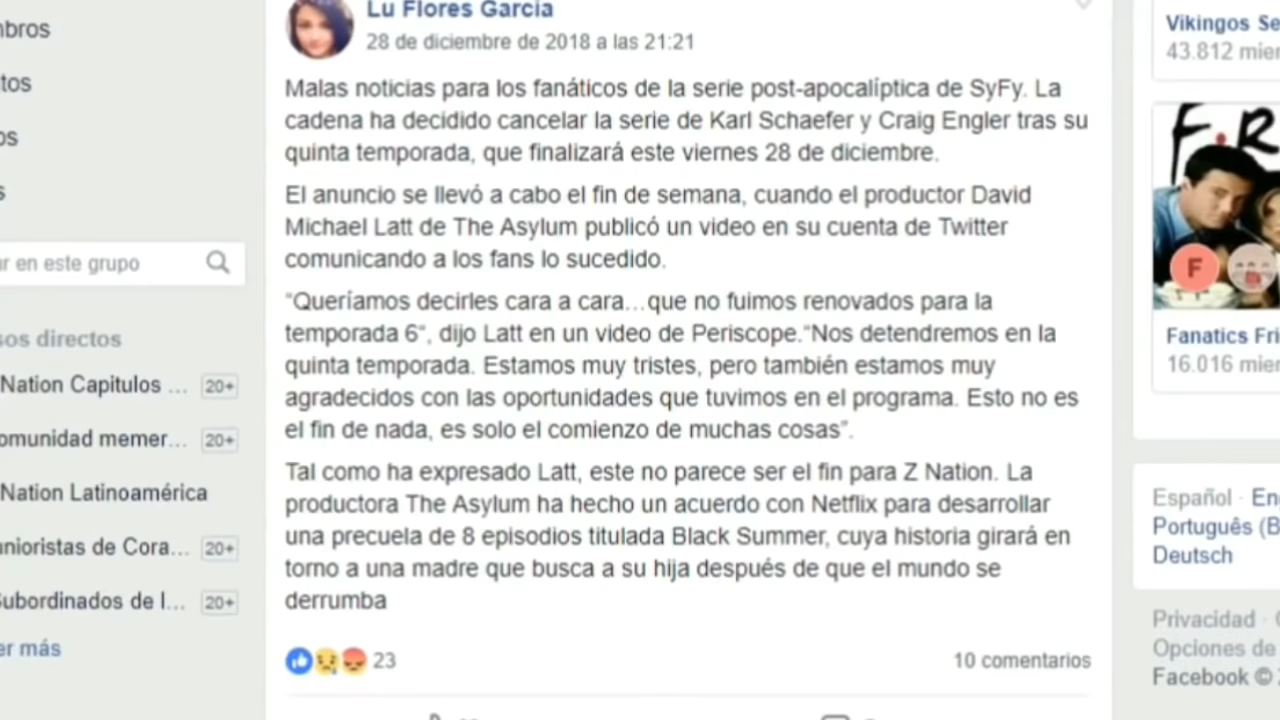 Lu Flores García
28 de diciembre de 2018 a las 21:21
Malas noticias para los fanáticos de la serie post-apocalíptica de SyFy. La
cadena ha decidido cancelar la serie de Karl Schaefer y Craig Engler tras su
quinta temporada, que finalizará este viernes 28 de diciembre.
El anuncio se llevó a cabo el fin de semana, cuando el productor David
Michael Latt de The Asylum publicó un video en su cuenta de Twitter
comunicando a los fans lo sucedido.
“Queríamos decirles cara a cara…que no fuimos renovados para la
temporada 6“, dijo Latt en un video de Periscope.“Nos detendremos en la
quinta temporada. Estamos muy tristes, pero también estamos muy
agradecidos con las oportunidades que tuvimos en el programa. Esto no es
el fin de nada, es solo el comienzo de muchas cosas”.
Tal como ha expresado Latt, este no parece ser el fin para Z Nation. La
productora The Asylum ha hecho un acuerdo con Netflix para desarrollar
una precuela de 8 episodios titulada Black Summer, cuya historia girará en
torno a una madre que busca a su hija después de que el mundo se
derrumba
23
10 comentarios
mbros
tos
os
s
r en este grupo
sos directos
Nation Capitulos ... 20+
omunidad memer... 20+
Nation Latinoamérica
unioristas de Cora... 20+
Subordinados de l... 20+
er más
Vikingos Se
43.812 mier
F.R
F
Fanatics Fri
16.016 mier
Español · En
Português (B
Deutsch
Privacidad ·
Opciones de
Facebook ©